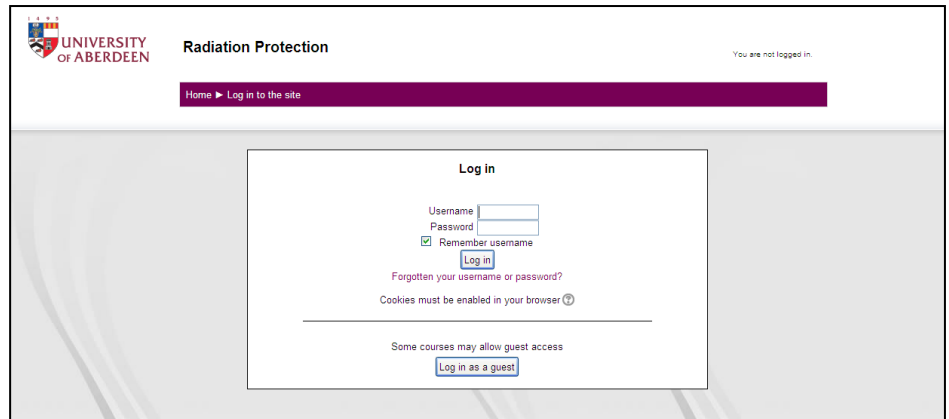 1495
UNIVERSITY
OF ABERDEEN
Radiation Protection
You are not logged in.
Home ► Log in to the site
Log in
Username
Password
Remember username
Log in
Forgotten your username or password?
Cookies must be enabled in your browser ?
Some courses may allow guest access
Log in as a guest